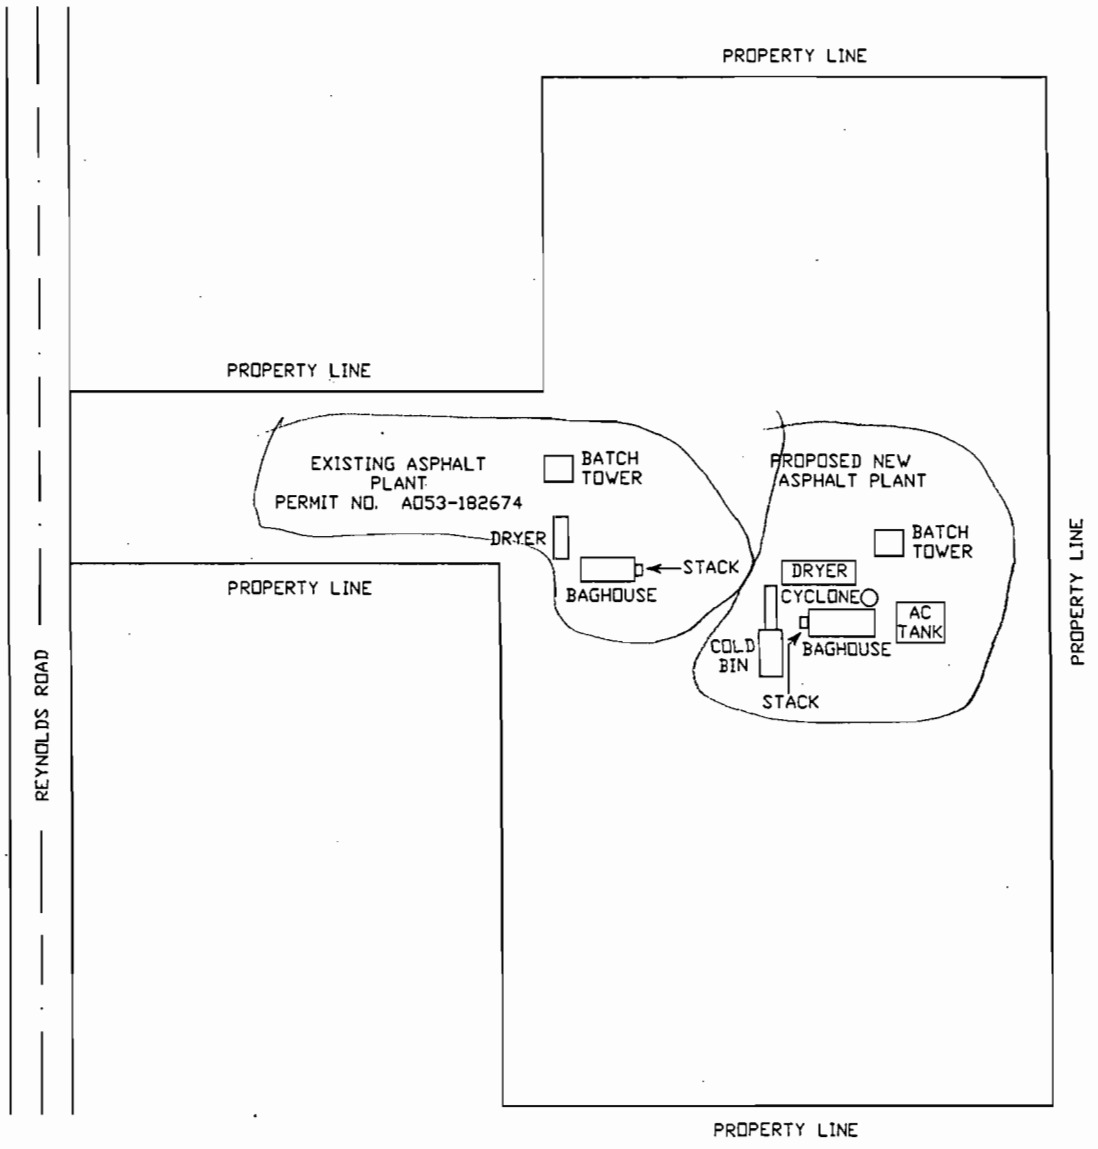 PROPERTY LINE
PROPERTY LINE
EXISTING ASPHALT
PLANT
PERMIT NO. AO53-182674
BATCH
TOWER
DRYER
STACK
BAGHOUSE
PROPERTY LINE
PROPOSED NEW
ASPHALT PLANT
BATCH
TOWER
DRYER
CYCLONE
AC
TANK
COLD
BIN
BAGHOUSE
STACK
PROPERTY LINE
REYNOLDS ROAD
PROPERTY LINE